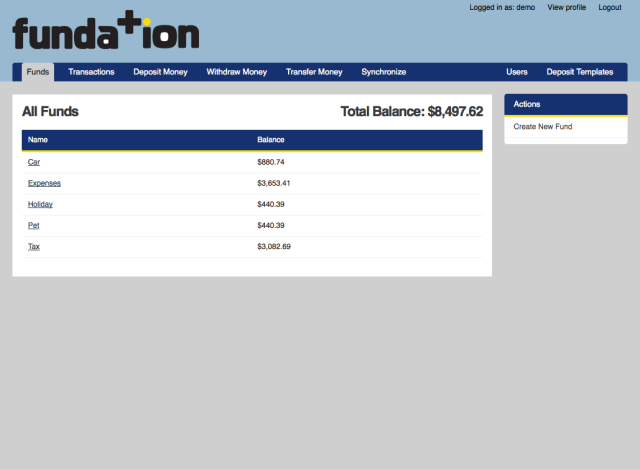 Logged in as: demo View profile Logout
fundation
Funds Transactions Deposit Money Withdraw Money Transfer Money Synchronize Users Deposit Templates
All Funds Total Balance: $8,497.62
Name Balance
Car $880.74
Expenses $3,653.41
Holiday $440.39
Pet $440.39
Tax $3,082.69
Actions
Create New Fund